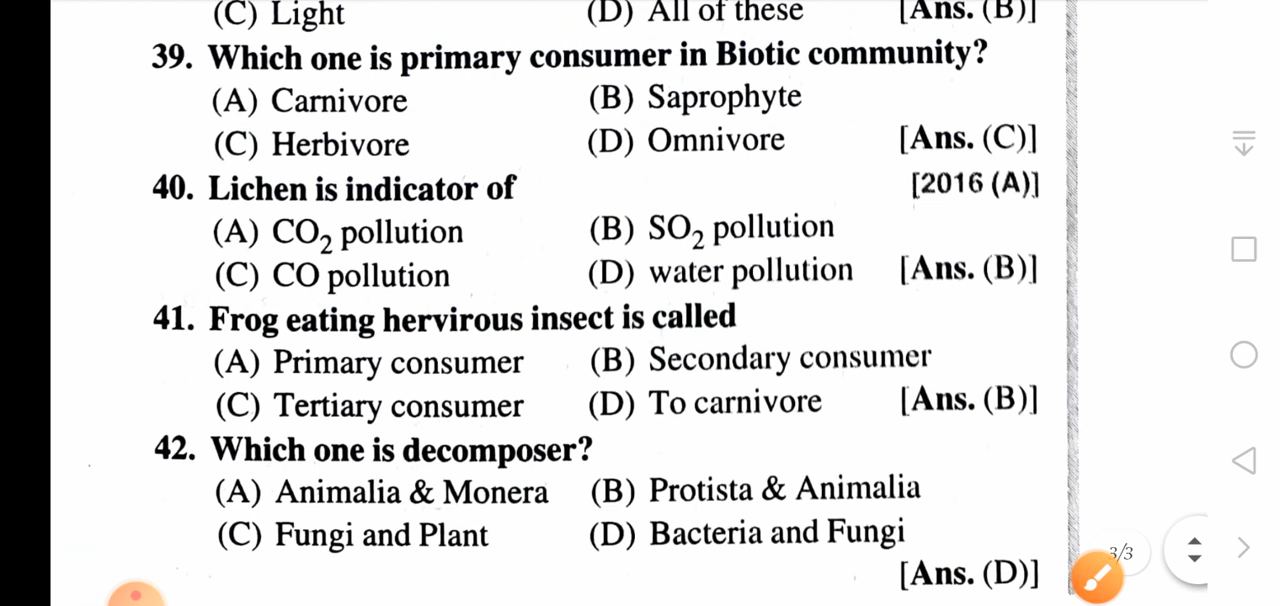 (C) Light (D) All of these [Ans. (B)]
39. Which one is primary consumer in Biotic community?
(A) Carnivore (B) Saprophyte
(C) Herbivore (D) Omnivore [Ans. (C)]
40. Lichen is indicator of [2016 (A)]
(A) CO₂ pollution (B) SO₂ pollution
(C) CO pollution (D) water pollution [Ans. (B)]
41. Frog eating hervirous insect is called
(A) Primary consumer (B) Secondary consumer
(C) Tertiary consumer (D) To carnivore [Ans. (B)]
42. Which one is decomposer?
(A) Animalia & Monera (B) Protista & Animalia
(C) Fungi and Plant (D) Bacteria and Fungi
[Ans. (D)]
3/3